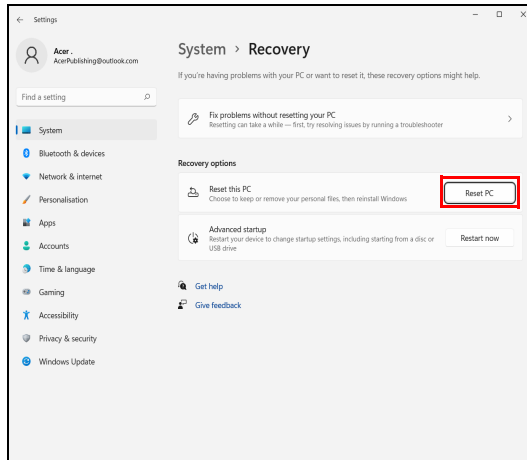 Settings
Acer .
AcerPublishing@outlook.com
Find a setting
System
Bluetooth & devices
Network & internet
Personalisation
Apps
Accounts
Time & language
Gaming
Accessibility
Privacy & security
Windows Update
System > Recovery
If you're having problems with your PC or want to reset it, these recovery options might help.
Fix problems without resetting your PC
Resetting can take a while — first, try resolving issues by running a troubleshooter
Recovery options
Reset this PC
Choose to keep or remove your personal files, then reinstall Windows
Reset PC
Advanced startup
Restart your device to change startup settings, including starting from a disc or
USB drive
Restart now
Get help
Give feedback